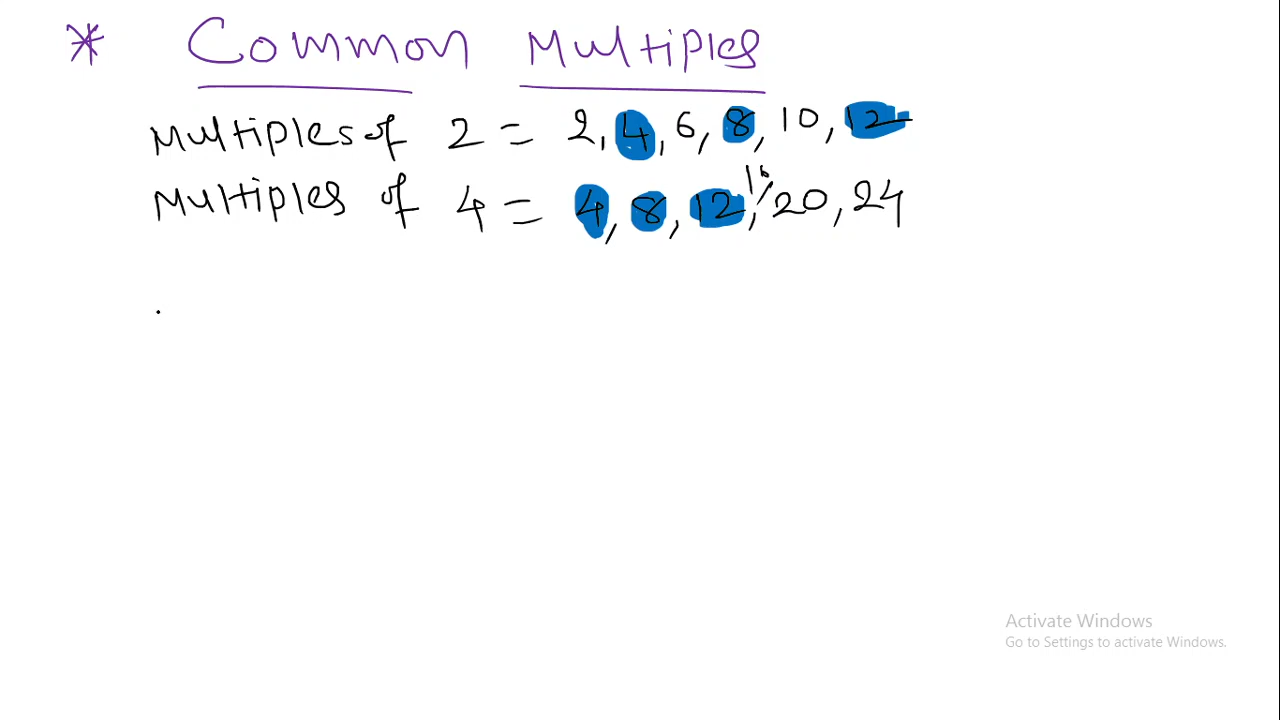 * Common Multiples
Multiples of 2 = 2, 4, 6, 8, 10, 12
Multiples of 4 = 4, 8, 12, 16, 20, 24
Activate Windows
Go to Settings to activate Windows.